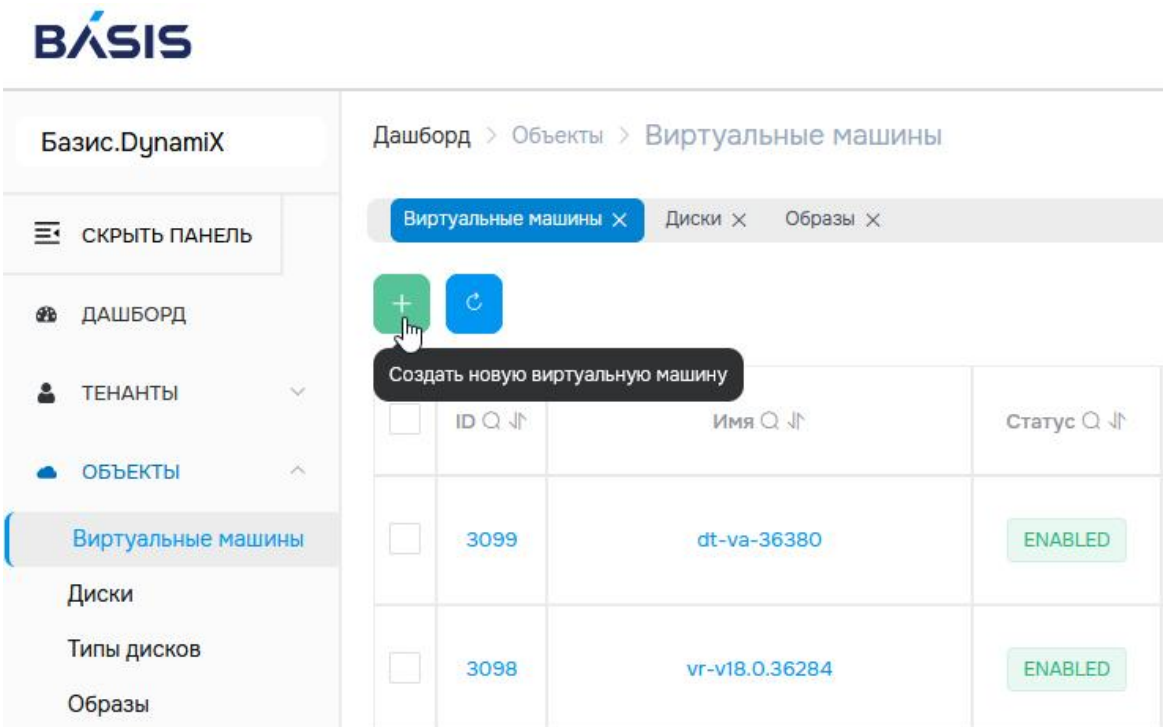 BASIS
Базис.DynamiX
Дашборд > Объекты > Виртуальные машины
Виртуальные машины × Диски × Образы ×
СКРЫТЬ ПАНЕЛЬ
ДАШБОРД
Создать новую виртуальную машину
ТЕНАНТЫ
ID Имя Статус
ОБЪЕКТЫ
Виртуальные машины
3099 dt-va-36380 ENABLED
Диски
Типы дисков
3098 vr-v18.0.36284 ENABLED
Образы